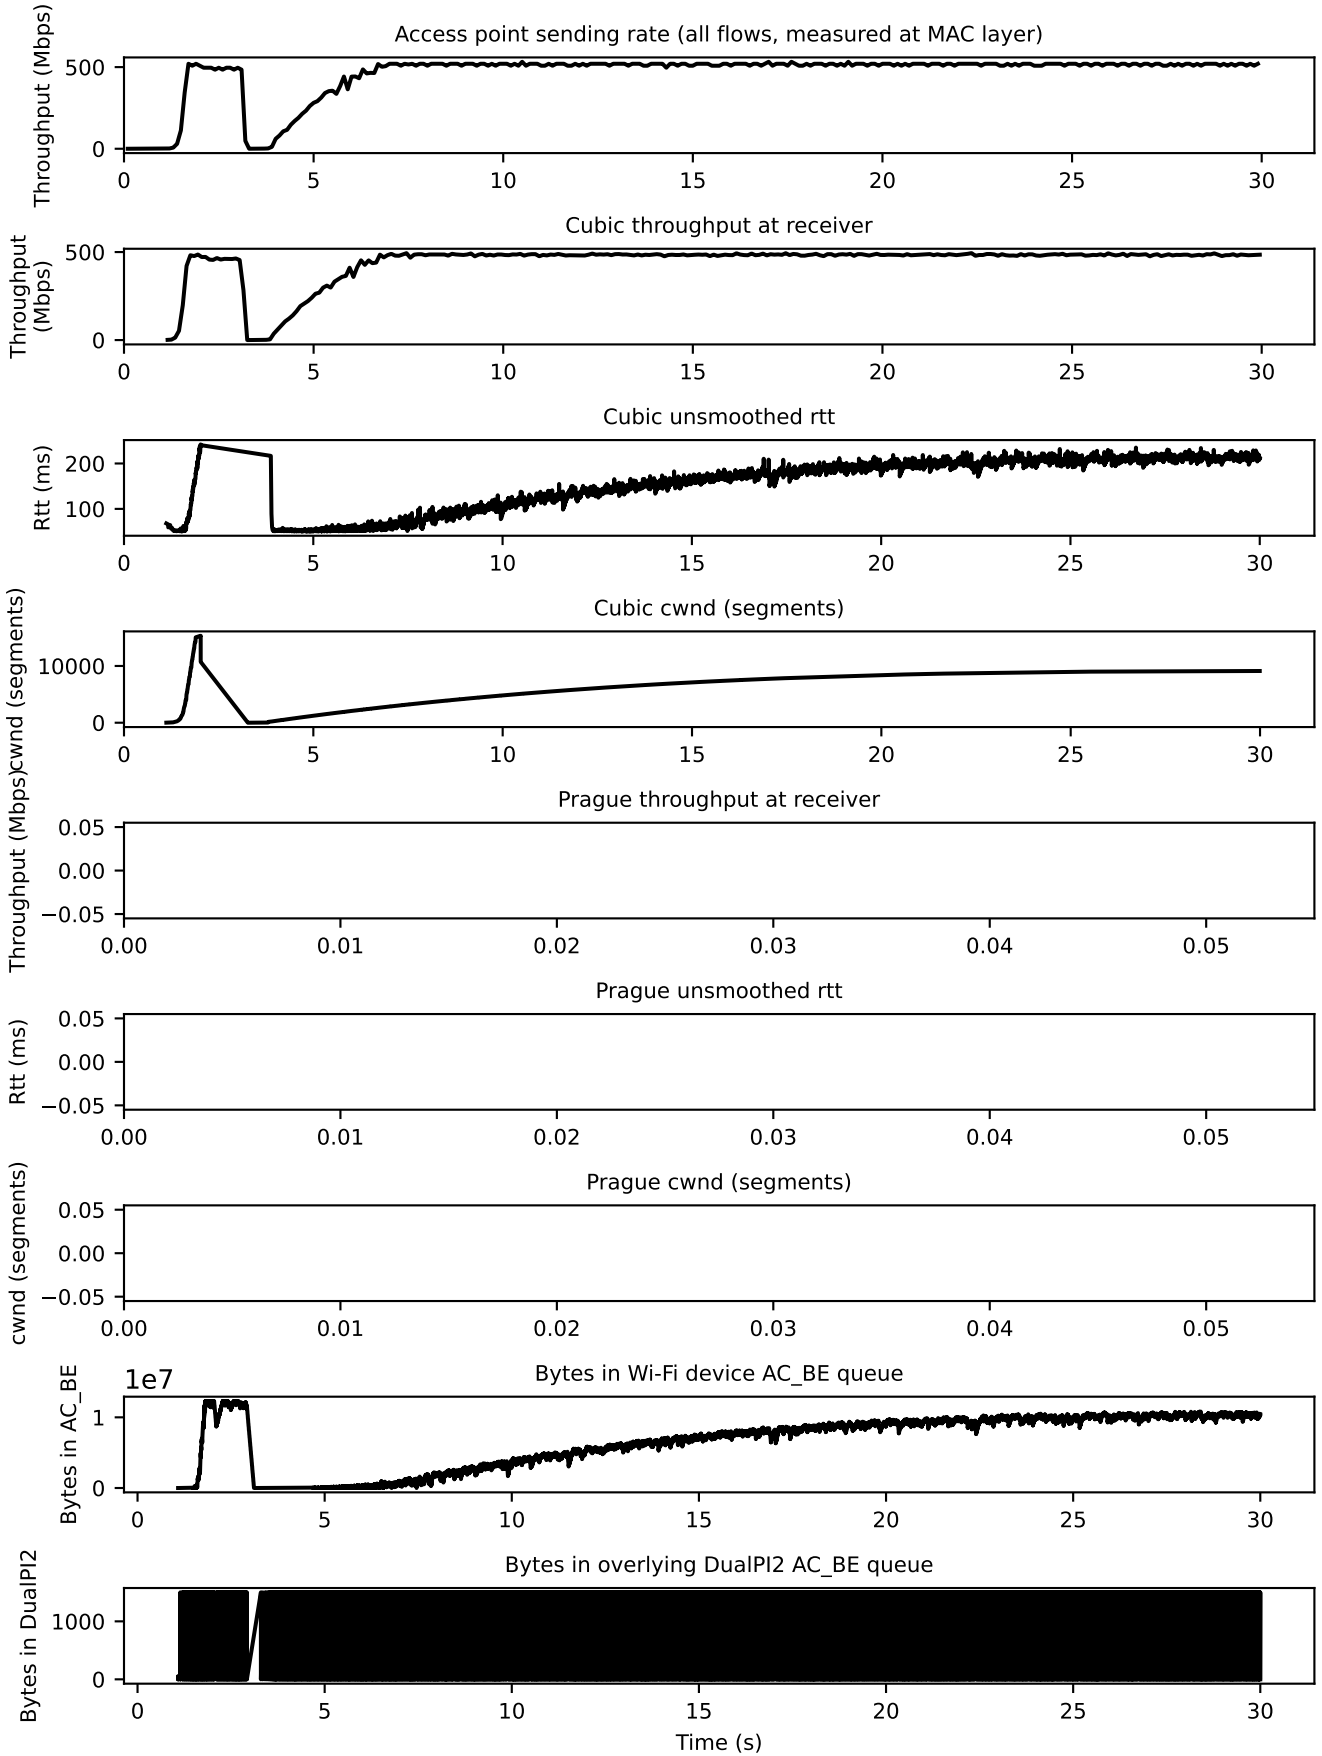 Access point sending rate (all flows, measured at MAC layer)
Throughput (Mbps)
500
0
0 5 10 15 20 25 30
Cubic throughput at receiver
Throughput
(Mbps)
500
0
0 5 10 15 20 25 30
Cubic unsmoothed rtt
Rtt (ms)
200
100
0 5 10 15 20 25 30
Cubic cwnd (segments)
cwnd (segments)
10000
0
0 5 10 15 20 25 30
Prague throughput at receiver
Throughput (Mbps)
0.05
0.00
−0.05
0.00 0.01 0.02 0.03 0.04 0.05
Prague unsmoothed rtt
Rtt (ms)
0.05
0.00
−0.05
0.00 0.01 0.02 0.03 0.04 0.05
Prague cwnd (segments)
cwnd (segments)
0.05
0.00
−0.05
0.00 0.01 0.02 0.03 0.04 0.05
Bytes in Wi-Fi device AC_BE queue
1e7
Bytes in AC_BE
1
0
0 5 10 15 20 25 30
Bytes in overlying DualPI2 AC_BE queue
Bytes in DualPI2
1000
0
0 5 10 15 20 25 30
Time (s)